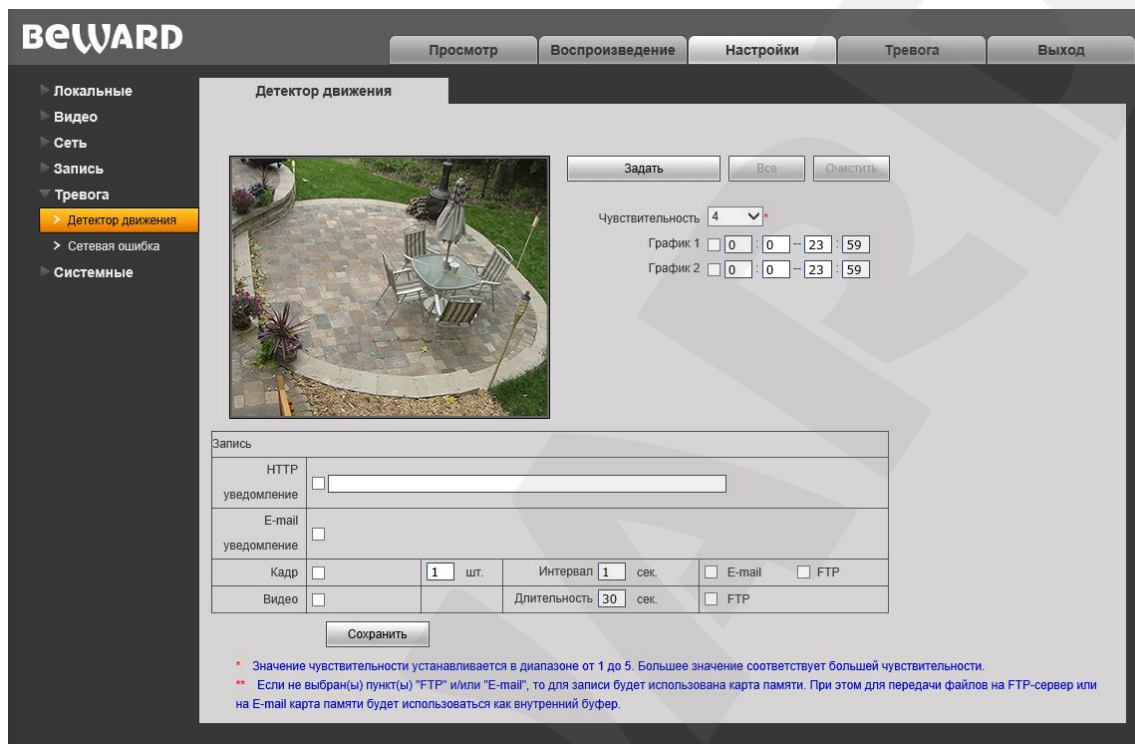 BEWARD
Просмотр Воспроизведение Настройки Тревога Выход
Локальные
Видео
Сеть
Запись
Тревога
> Детектор движения
> Сетевая ошибка
Системные
Детектор движения
Задать Все Очистить
Чувствительность 4 *
График 1 0 : 0 -- 23 : 59
График 2 0 : 0 -- 23 : 59
Запись
HTTP
уведомление
E-mail
уведомление
Кадр 1 шт. Интервал 1 сек. E-mail FTP
Видео Длительность 30 сек. FTP
Сохранить
* Значение чувствительности устанавливается в диапазоне от 1 до 5. Большее значение соответствует большей чувствительности.
** Если не выбран(ы) пункт(ы) "FTP" и/или "E-mail", то для записи будет использована карта памяти. При этом для передачи файлов на FTP-сервер или
на E-mail карта памяти будет использоваться как внутренний буфер.